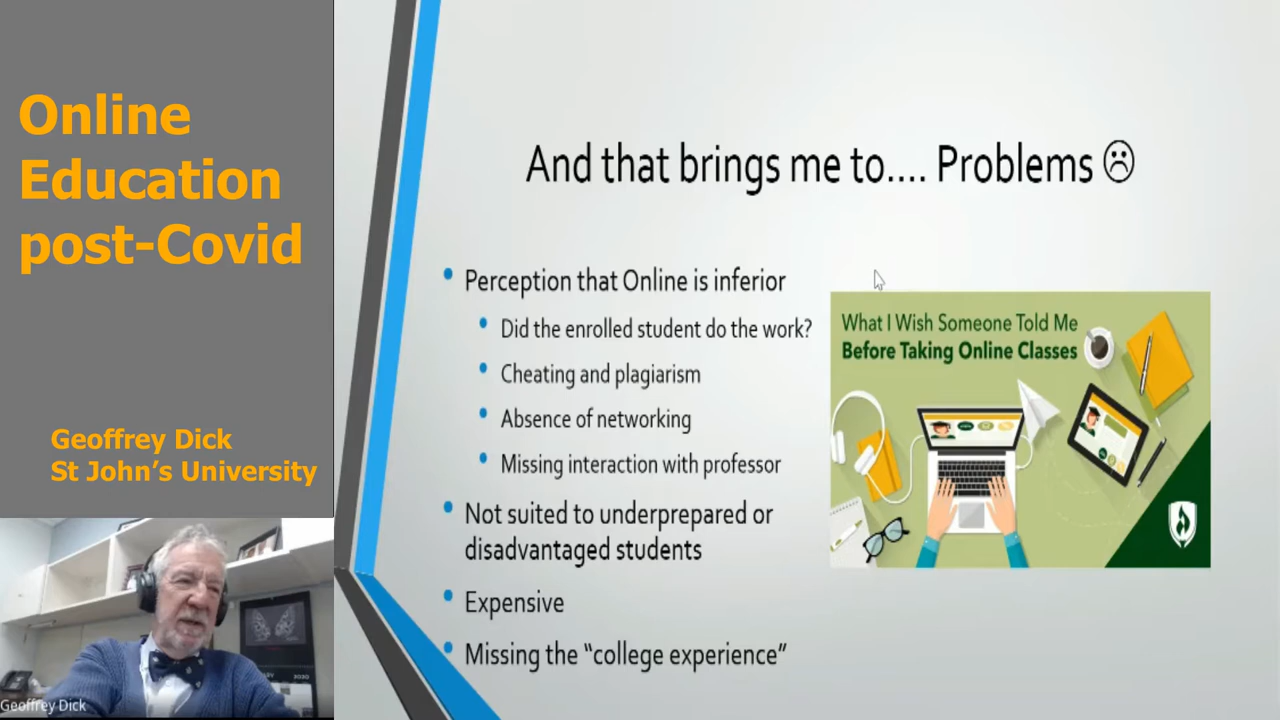 Online
Education
post-Covid
Geoffrey Dick
St John's University
Geoffrey Dick
And that brings me to.... Problems ☹
Perception that Online is inferior
Did the enrolled student do the work?
Cheating and plagiarism
Absence of networking
Missing interaction with professor
Not suited to underprepared or
disadvantaged students
Expensive
Missing the "college experience"
What I Wish Someone Told Me
Before Taking Online Classes